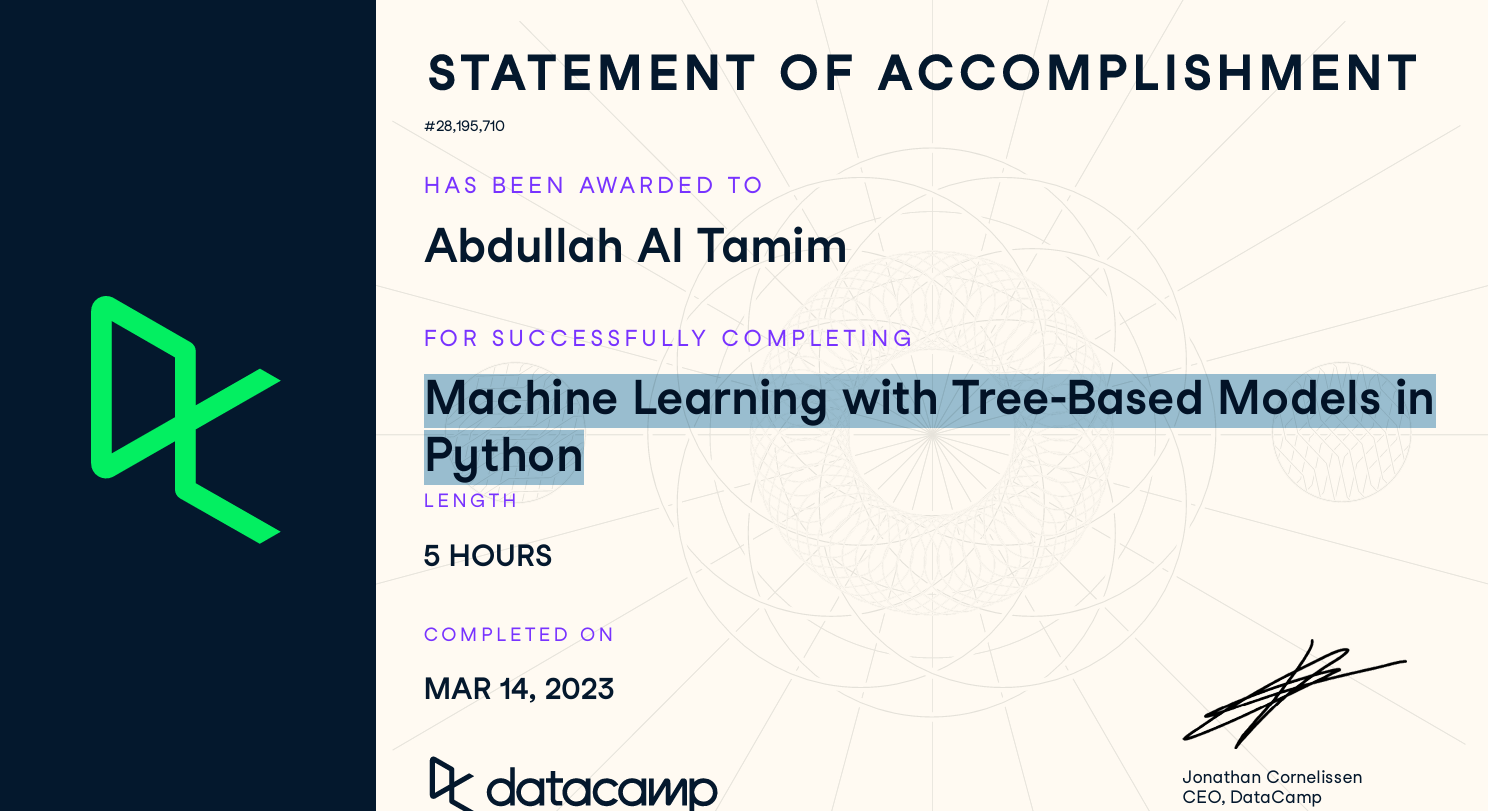 STATEMENT OF ACCOMPLISHMENT
#28,195,710
HAS BEEN AWARDED TO
Abdullah Al Tamim
FOR SUCCESSFULLY COMPLETING
Machine Learning with Tree-Based Models in
Python
LENGTH
5 HOURS
COMPLETED ON
MAR 14, 2023
datacamp
Jonathan Cornelissen
CEO, DataCamp